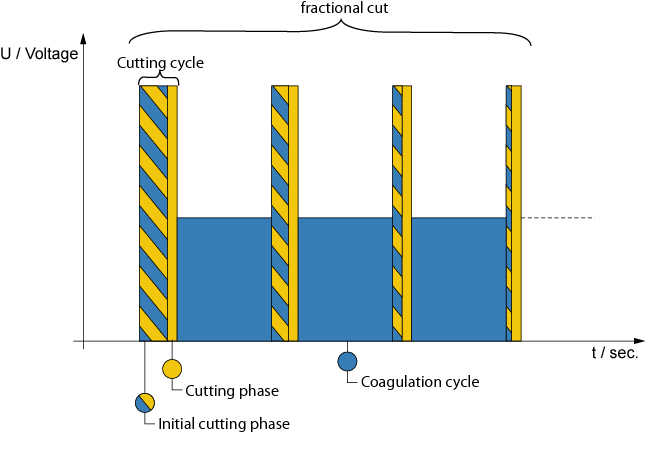 fractional cut
U / Voltage
Cutting cycle
t / sec.
Cutting phase
Coagulation cycle
Initial cutting phase